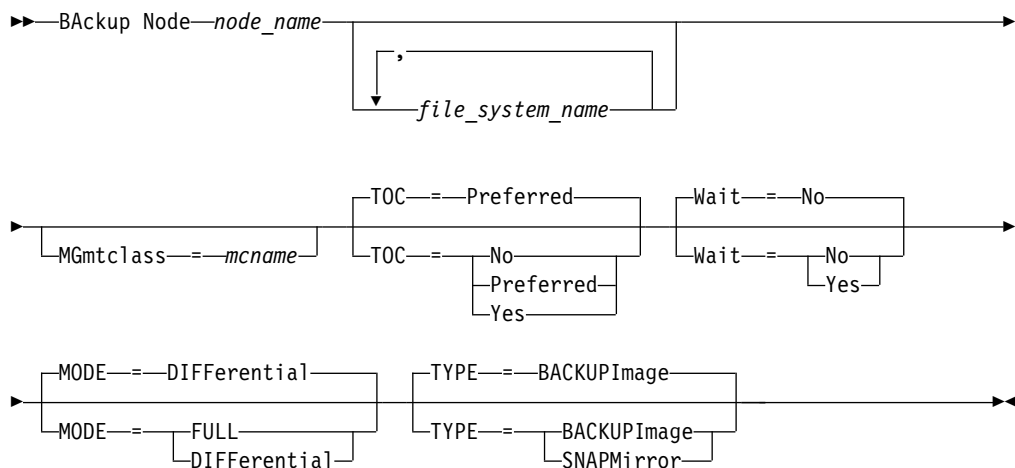 BAckup Node node_name
,
file_system_name
TOC = Preferred Wait = No
MGmtclass = mcname TOC = No Wait = No
Preferred Yes
Yes
MODE = DIFFerential TYPE = BACKUPImage
MODE = FULL TYPE = BACKUPImage
DIFFerential SNAPMirror